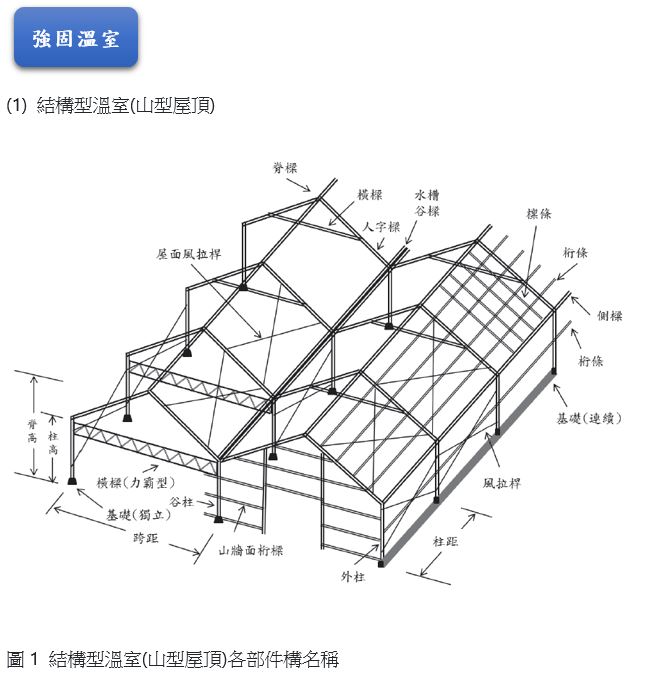 強固溫室
(1) 結構型溫室(山型屋頂)
脊樑
橫樑
水槽
谷樑
人字樑
樑條
屋面風拉桿
桁條
側樑
桁條
基礎(連續)
脊高
柱高
橫樑(力霸型)
谷柱
風拉桿
基礎(獨立)
跨距
山牆面桁樑
柱距
外柱
圖 1 結構型溫室(山型屋頂)各部件構名稱